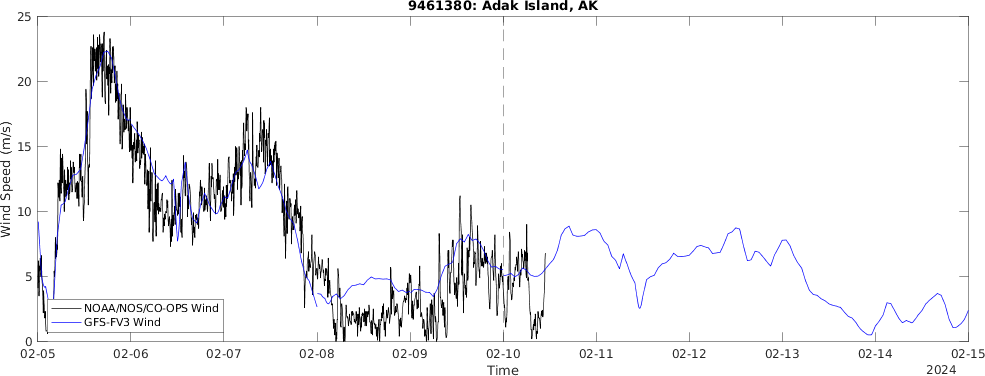 9461380: Adak Island, AK
Wind Speed (m/s)
25
20
15
10
5
0
NOAA/NOS/CO-OPS Wind
GFS-FV3 Wind
02-05 02-06 02-07 02-08 02-09 02-10 02-11 02-12 02-13 02-14 02-15
Time
2024